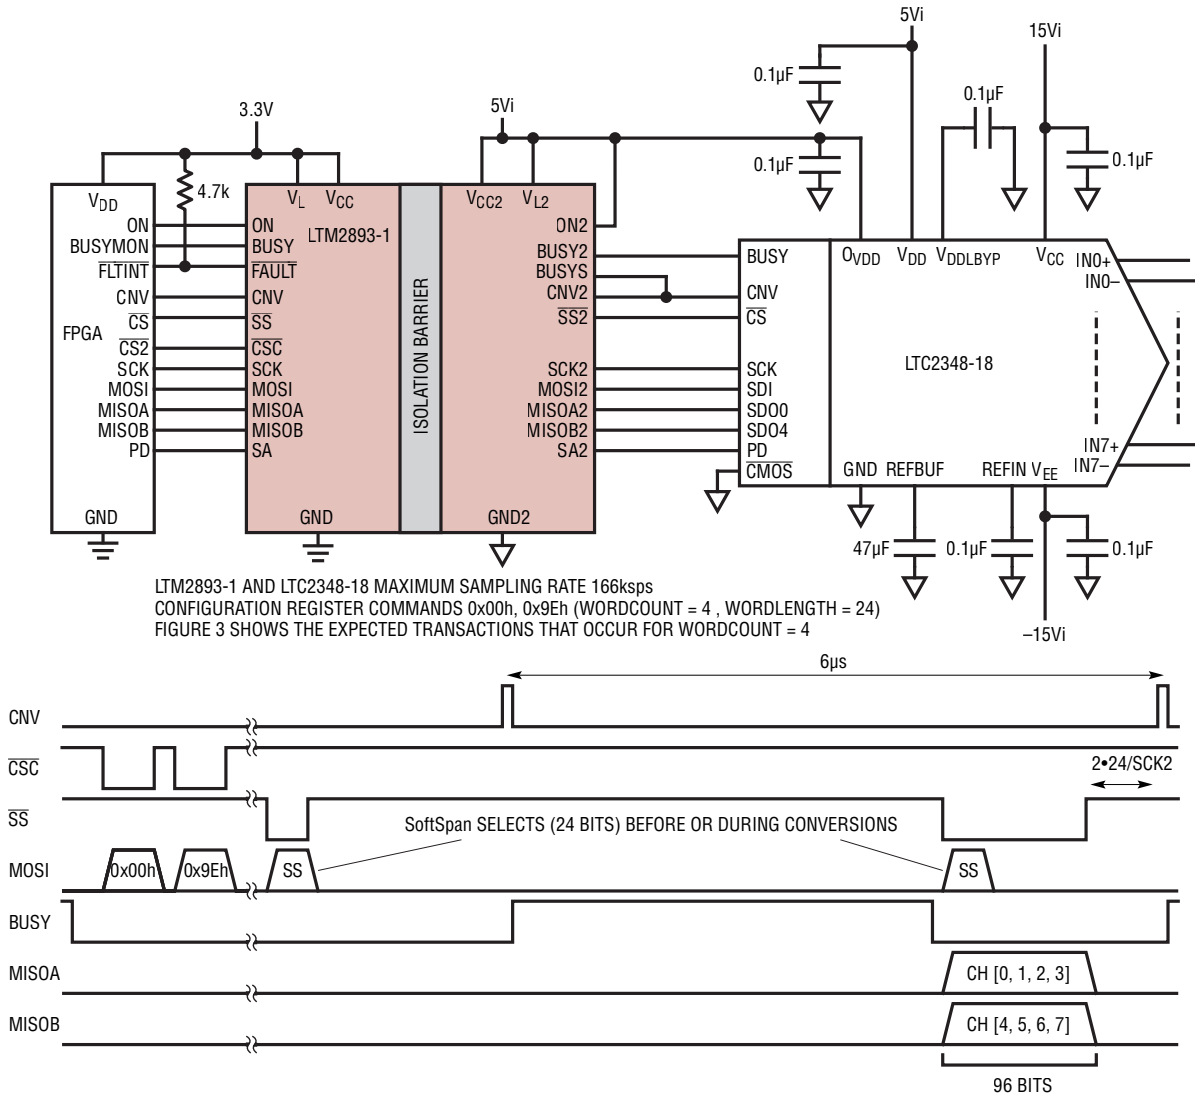 5Vi
15Vi
0.1µF
0.1µF
3.3V
5Vi
0.1µF
0.1µF
4.7k
VDD
ON
BUSYMON
FLTINT
CNV
CS
FPGA
CS2
SCK
MOSI
MISOA
MISOB
PD
GND
VL
VCC
LTM2893-1
ON
BUSY
FAULT
CNV
SS
CSC
SCK
MOSI
MISOA
MISOB
SA
GND
ISOLATION BARRIER
VCC2
VL2
ON2
BUSY2
BUSYS
CNV2
SS2
SCK2
MOSI2
MISOA2
MISOB2
SA2
GND2
BUSY
CNV
CS
SCK
SDI
SDO0
SDO4
PD
CMOS
OVDD
VDD
VDDLBYP
VCC
IN0+
IN0–
LTC2348-18
IN7+
IN7–
GND
REFBUF
REFIN
VEE
47µF
0.1µF
0.1µF
–15Vi
LTM2893-1 AND LTC2348-18 MAXIMUM SAMPLING RATE 166ksps
CONFIGURATION REGISTER COMMANDS 0x00h, 0x9Eh (WORDCOUNT = 4 , WORDLENGTH = 24)
FIGURE 3 SHOWS THE EXPECTED TRANSACTIONS THAT OCCUR FOR WORDCOUNT = 4
6µs
CNV
CSC
2•24/SCK2
SS
SoftSpan SELECTS (24 BITS) BEFORE OR DURING CONVERSIONS
MOSI
0x00h
0x9Eh
SS
SS
BUSY
MISOA
CH [0, 1, 2, 3]
MISOB
CH [4, 5, 6, 7]
96 BITS